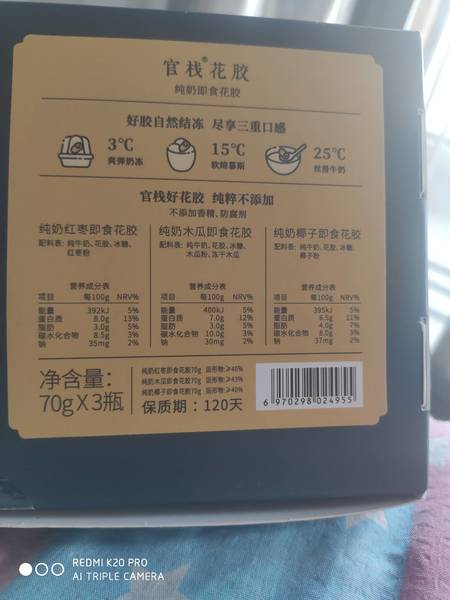 官栈®花胶
纯奶即食花胶
好胶自然结冻 尽享三重口感
3℃
爽弹奶冻
15℃
软绵慕斯
25℃
丝滑牛奶
官栈好花胶 纯粹不添加
不添加香精、防腐剂
纯奶红枣即食花胶
配料表：纯牛奶、花胶、冰糖、
红枣粉
营养成分表
项目 每100g NRV%
能量 392kJ 5%
蛋白质 8.0g 13%
脂肪 3.0g 5%
碳水化合物 8.5g 3%
钠 35mg 2%
纯奶木瓜即食花胶
配料表：纯牛奶、花胶、冰糖、
木瓜粉、冻干木瓜
营养成分表
项目 每100g NRV%
能量 400kJ 5%
蛋白质 7.0g 12%
脂肪 3.0g 5%
碳水化合物 10.0g 3%
钠 30mg 2%
纯奶椰子即食花胶
配料表：纯牛奶、花胶、冰糖、
椰子粉
营养成分表
项目 每100g NRV%
能量 395kJ 5%
蛋白质 6.5g 11%
脂肪 4.0g 7%
碳水化合物 8.0g 3%
钠 37mg 2%
净含量：
70gX3瓶
纯奶红枣即食花胶70g 固形物:≥40%
纯奶木瓜即食花胶70g 固形物:≥43%
纯奶椰子即食花胶70g 固形物:≥40%
保质期：120天
6 970298 024955
REDMI K20 PRO
AI TRIPLE CAMERA